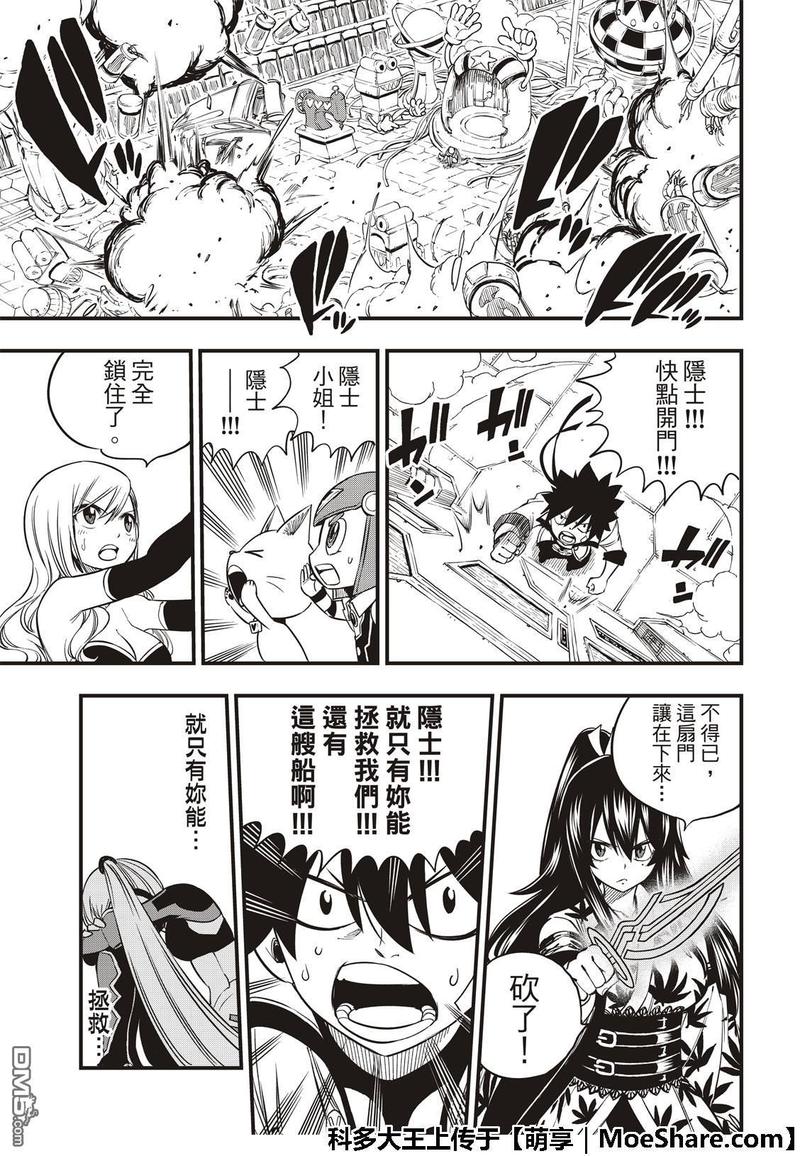 隱士!!!
快點開門!!!
隱士
小姐!
隱士
——!!!
完全
鎖住了。
不得已，
這扇門
讓在下來…
砍了!
隱士!!!
就只有妳能
拯救我們!!!
還有
這艘船啊!!!
就只有妳能…
拯救…
DM5.CC
科多大王上传于【萌享｜MoeShare.com】